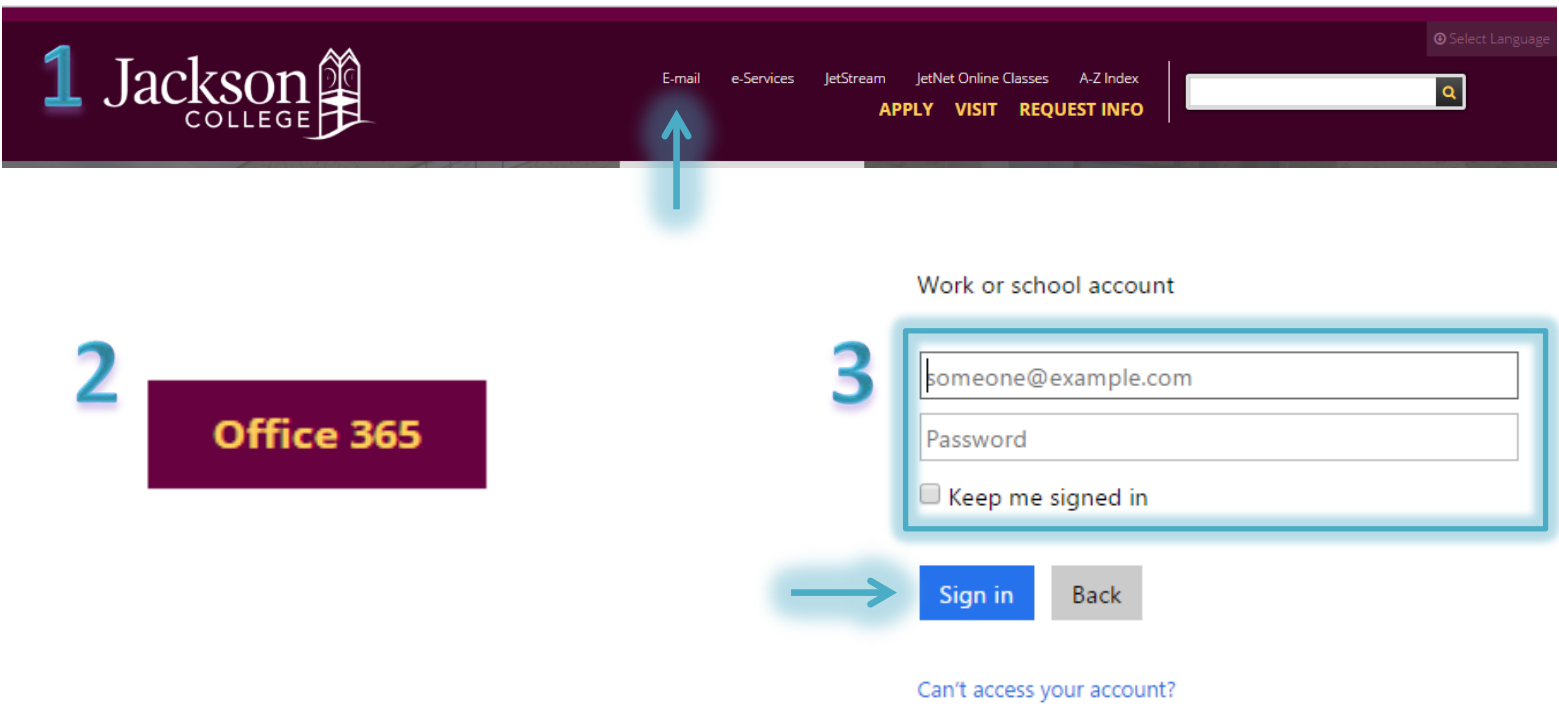 Select Language
1
Jackson
COLLEGE
E-mail e-Services JetStream JetNet Online Classes A-Z Index
APPLY VISIT REQUEST INFO
Work or school account
2
Office 365
3
someone@example.com
Password
Keep me signed in
Sign in Back
Can't access your account?